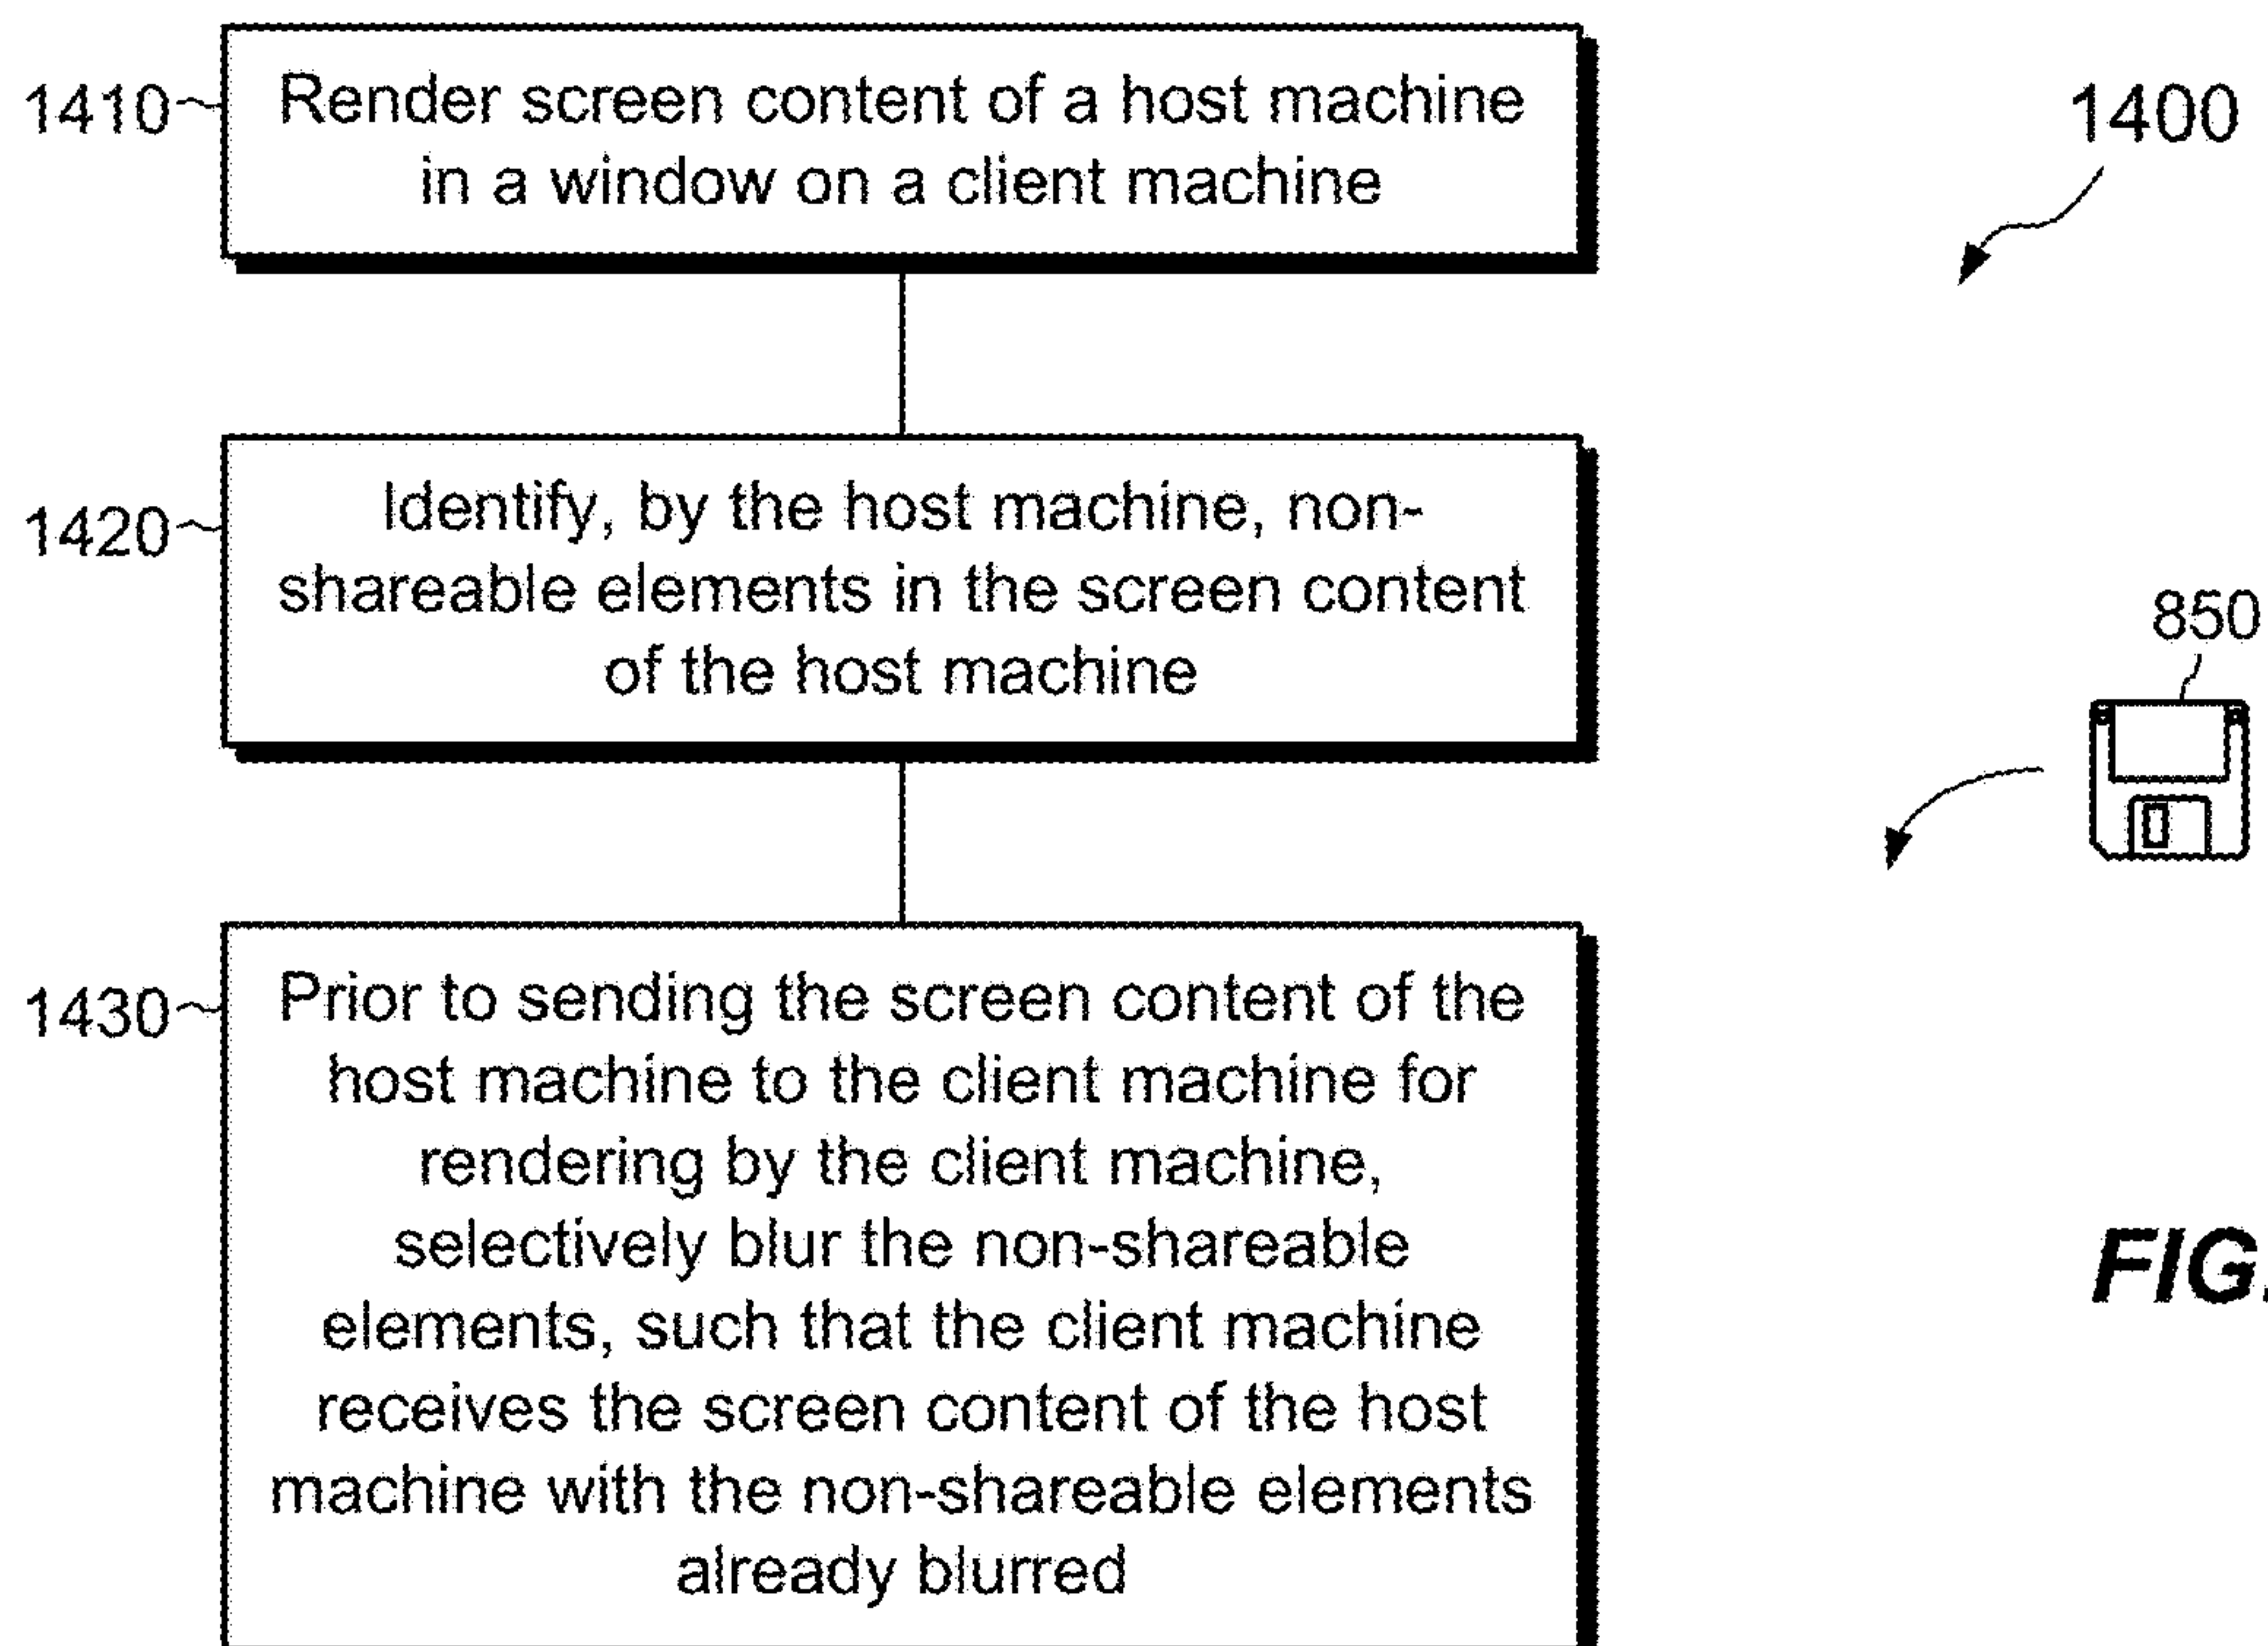 1410
Render screen content of a host machine
in a window on a client machine
1400
1420
Identify, by the host machine, non-
shareable elements in the screen content
of the host machine
850
1430
Prior to sending the screen content of the
host machine to the client machine for
rendering by the client machine,
selectively blur the non-shareable
elements, such that the client machine
receives the screen content of the host
machine with the non-shareable elements
already blurred
FIG.